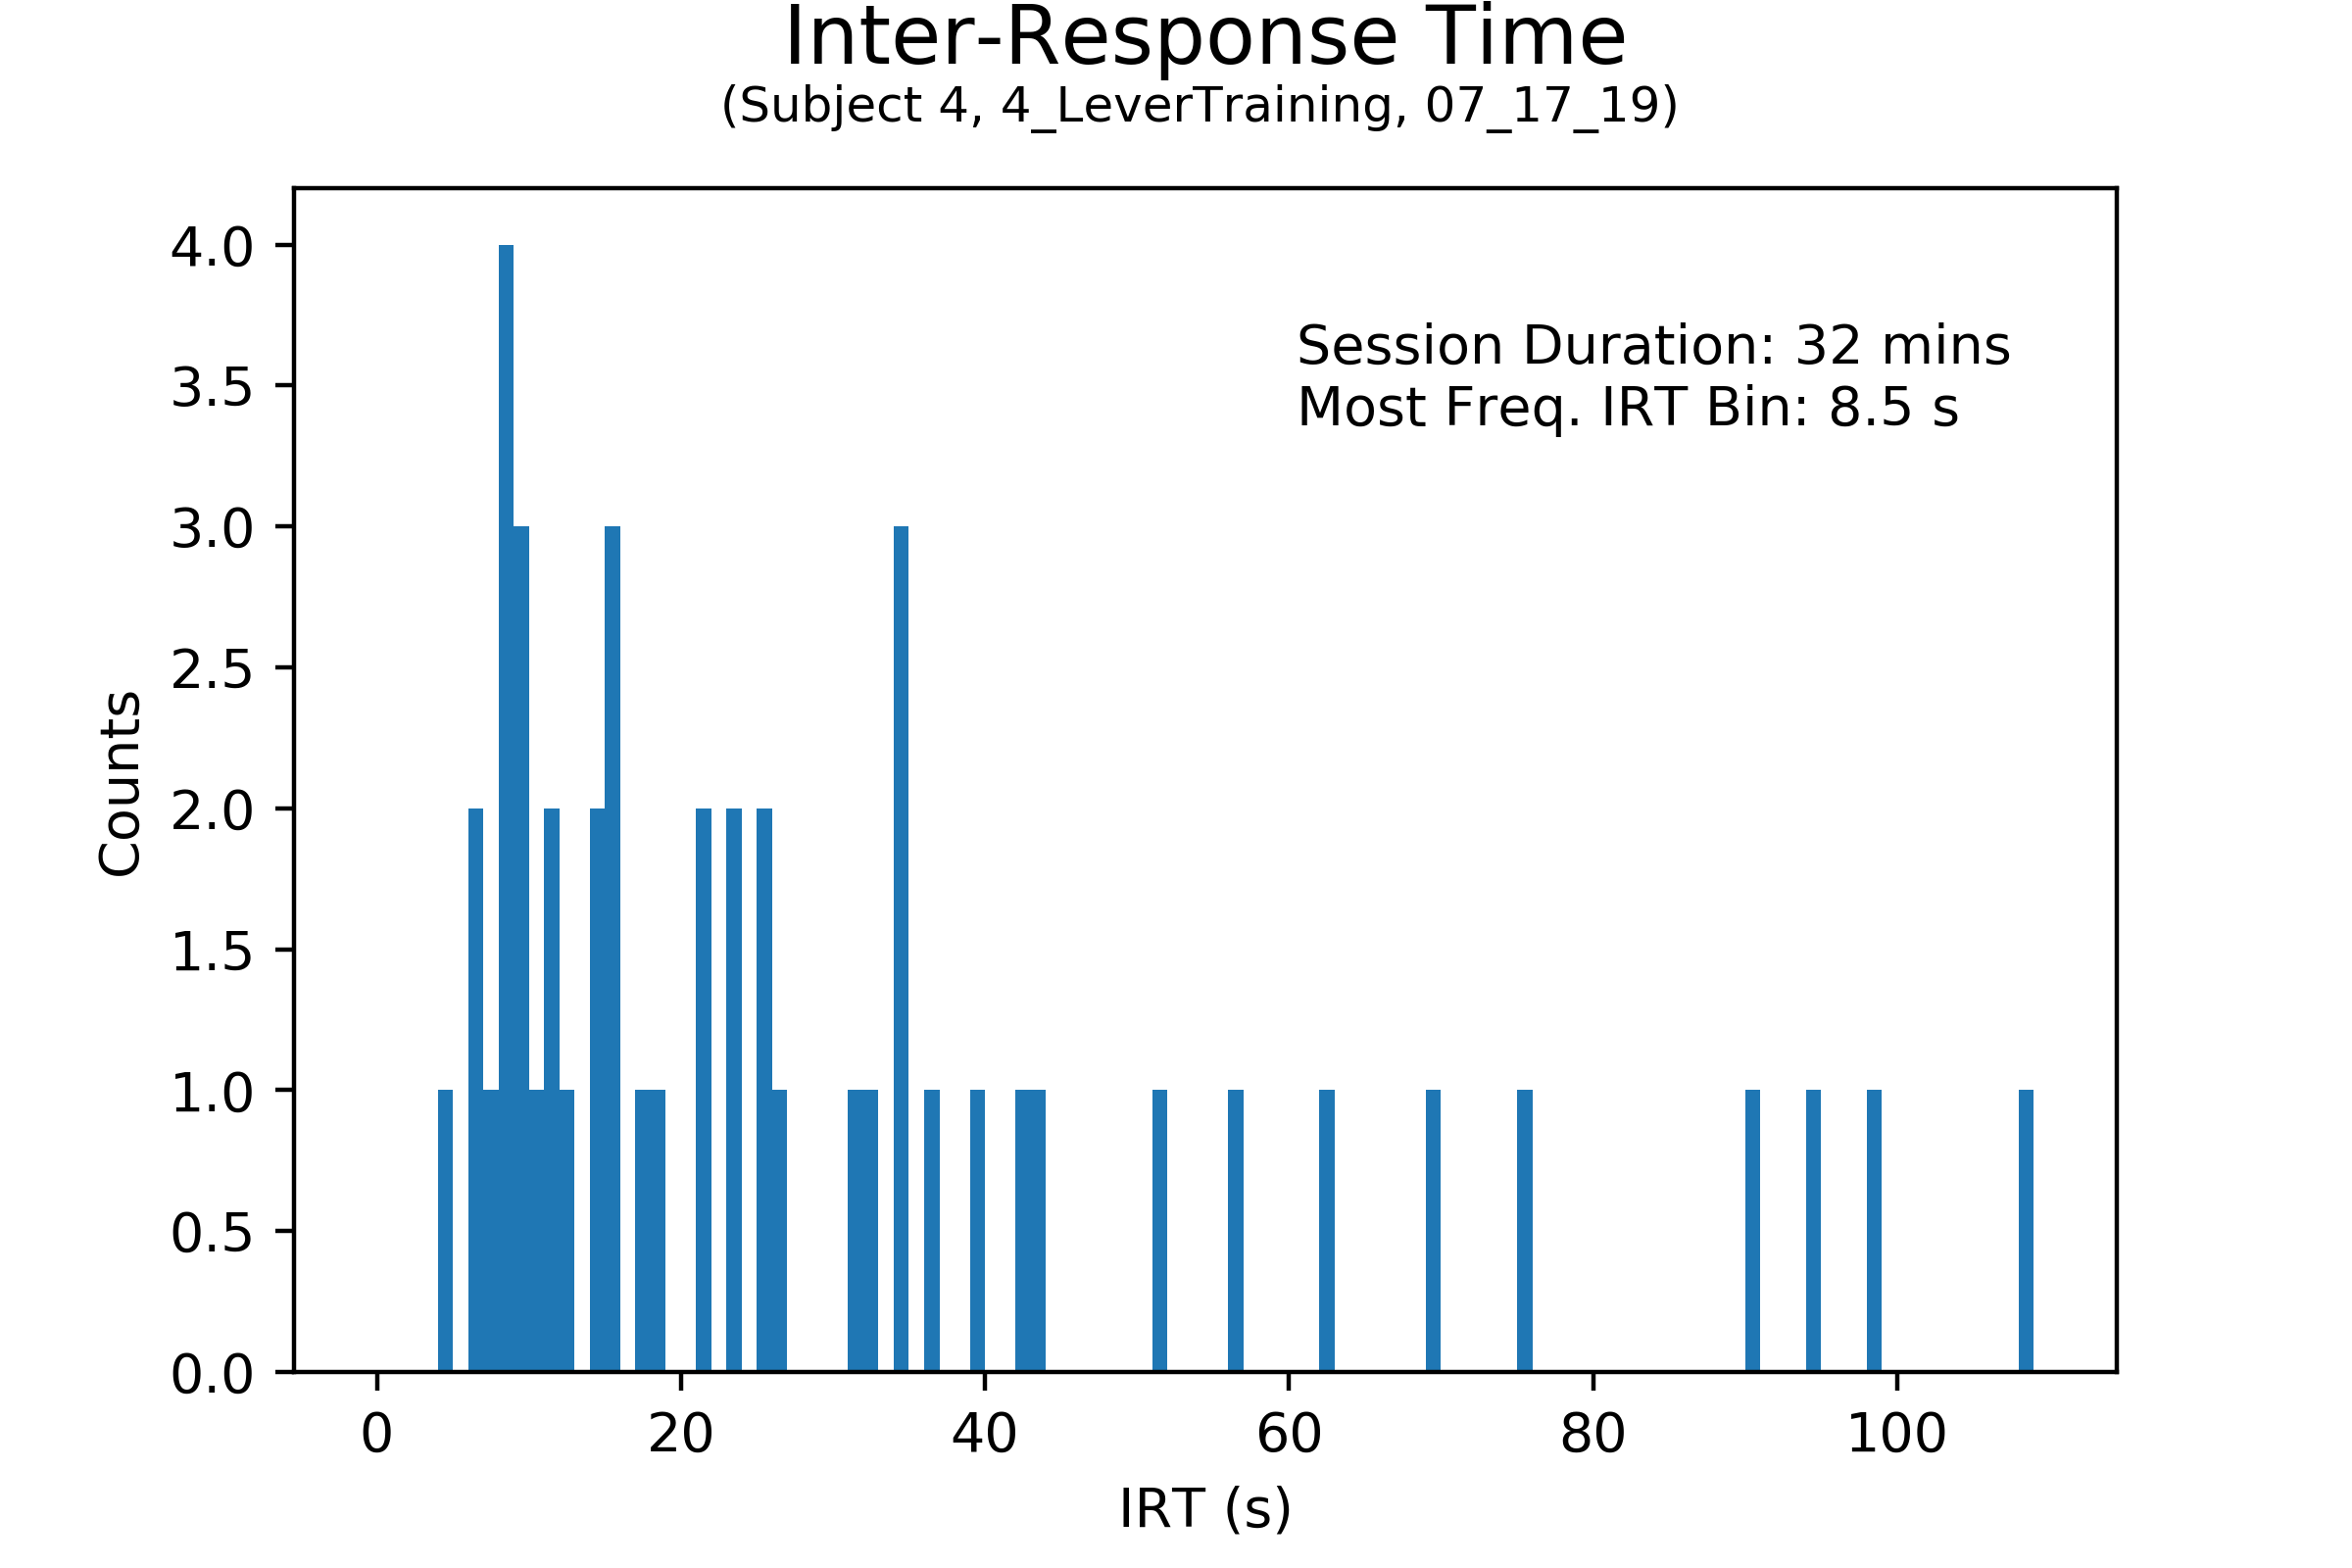 Inter-Response Time
(Subject 4, 4_LeverTraining, 07_17_19)
Session Duration: 32 mins
Most Freq. IRT Bin: 8.5 s
Counts
4.0
3.5
3.0
2.5
2.0
1.5
1.0
0.5
0.0
0 20 40 60 80 100
IRT (s)